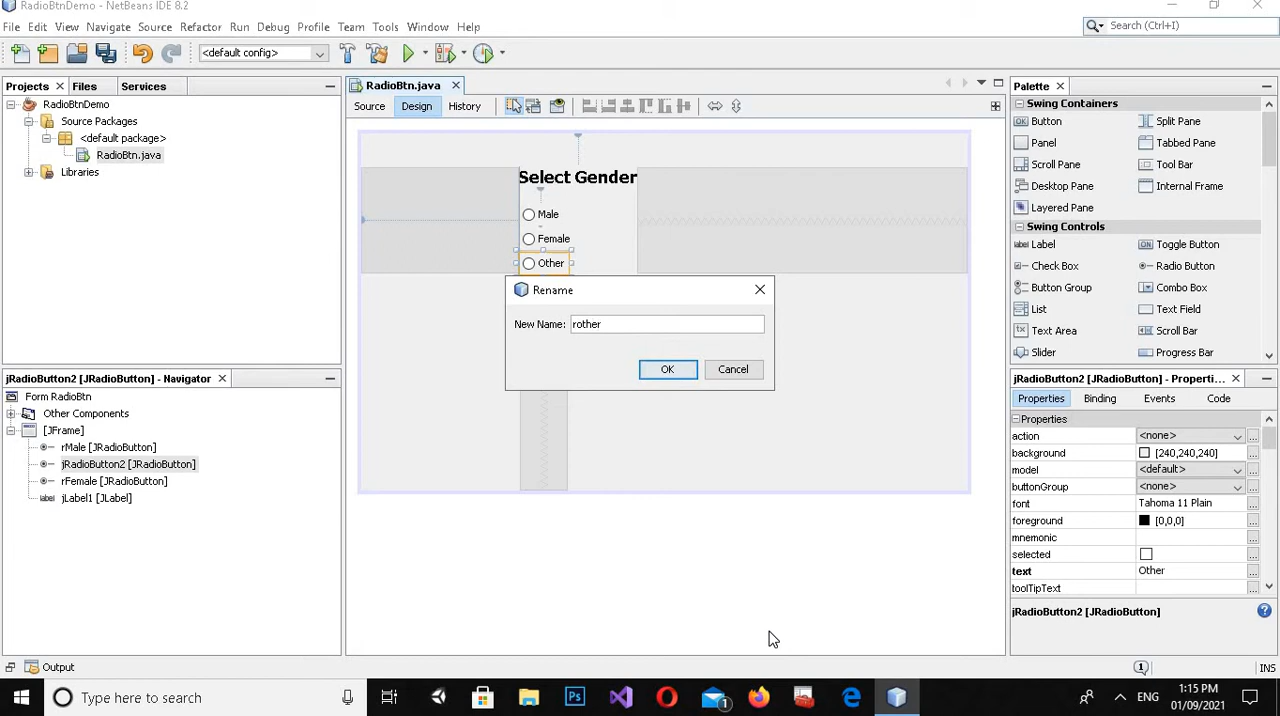 RadioBtnDemo - NetBeans IDE 8.2
File Edit View Navigate Source Refactor Run Debug Profile Team Tools Window Help
Search (Ctrl+I)
<default config>
Projects Files Services
RadioBtnDemo
Source Packages
<default package>
RadioBtn.java
Libraries
RadioBtn.java
Source Design History
Select Gender
Male
Female
Other
Rename
New Name: rother
OK Cancel
Palette
Swing Containers
Button Split Pane
Panel Tabbed Pane
Scroll Pane Tool Bar
Desktop Pane Internal Frame
Layered Pane
Swing Controls
Label Toggle Button
Check Box Radio Button
Button Group Combo Box
List Text Field
Text Area Scroll Bar
Slider Progress Bar
jRadioButton2 [JRadioButton] - Navigator
Form RadioBtn
Other Components
[JFrame]
rMale [JRadioButton]
jRadioButton2 [JRadioButton]
rFemale [JRadioButton]
jLabel1 [JLabel]
jRadioButton2 [JRadioButton] - Properti...
Properties Binding Events Code
Properties
action <none>
background [240,240,240]
model <default>
buttonGroup <none>
font Tahoma 11 Plain
foreground [0,0,0]
mnemonic
selected
text Other
toolTipText
jRadioButton2 [JRadioButton]
Output
1 INS
Type here to search
1
ENG
1:15 PM
01/09/2021